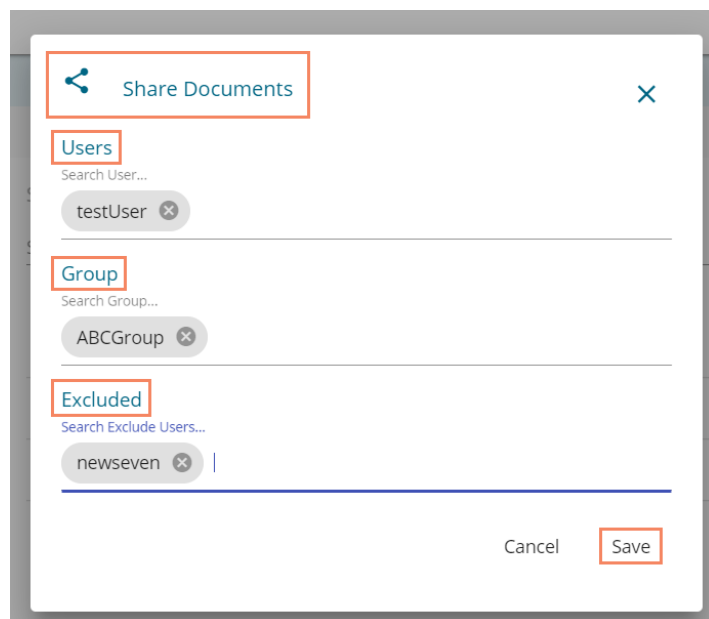 Share Documents
Users
Search User...
testUser
Group
Search Group...
ABCGroup
Excluded
Search Exclude Users...
newseven
Cancel Save